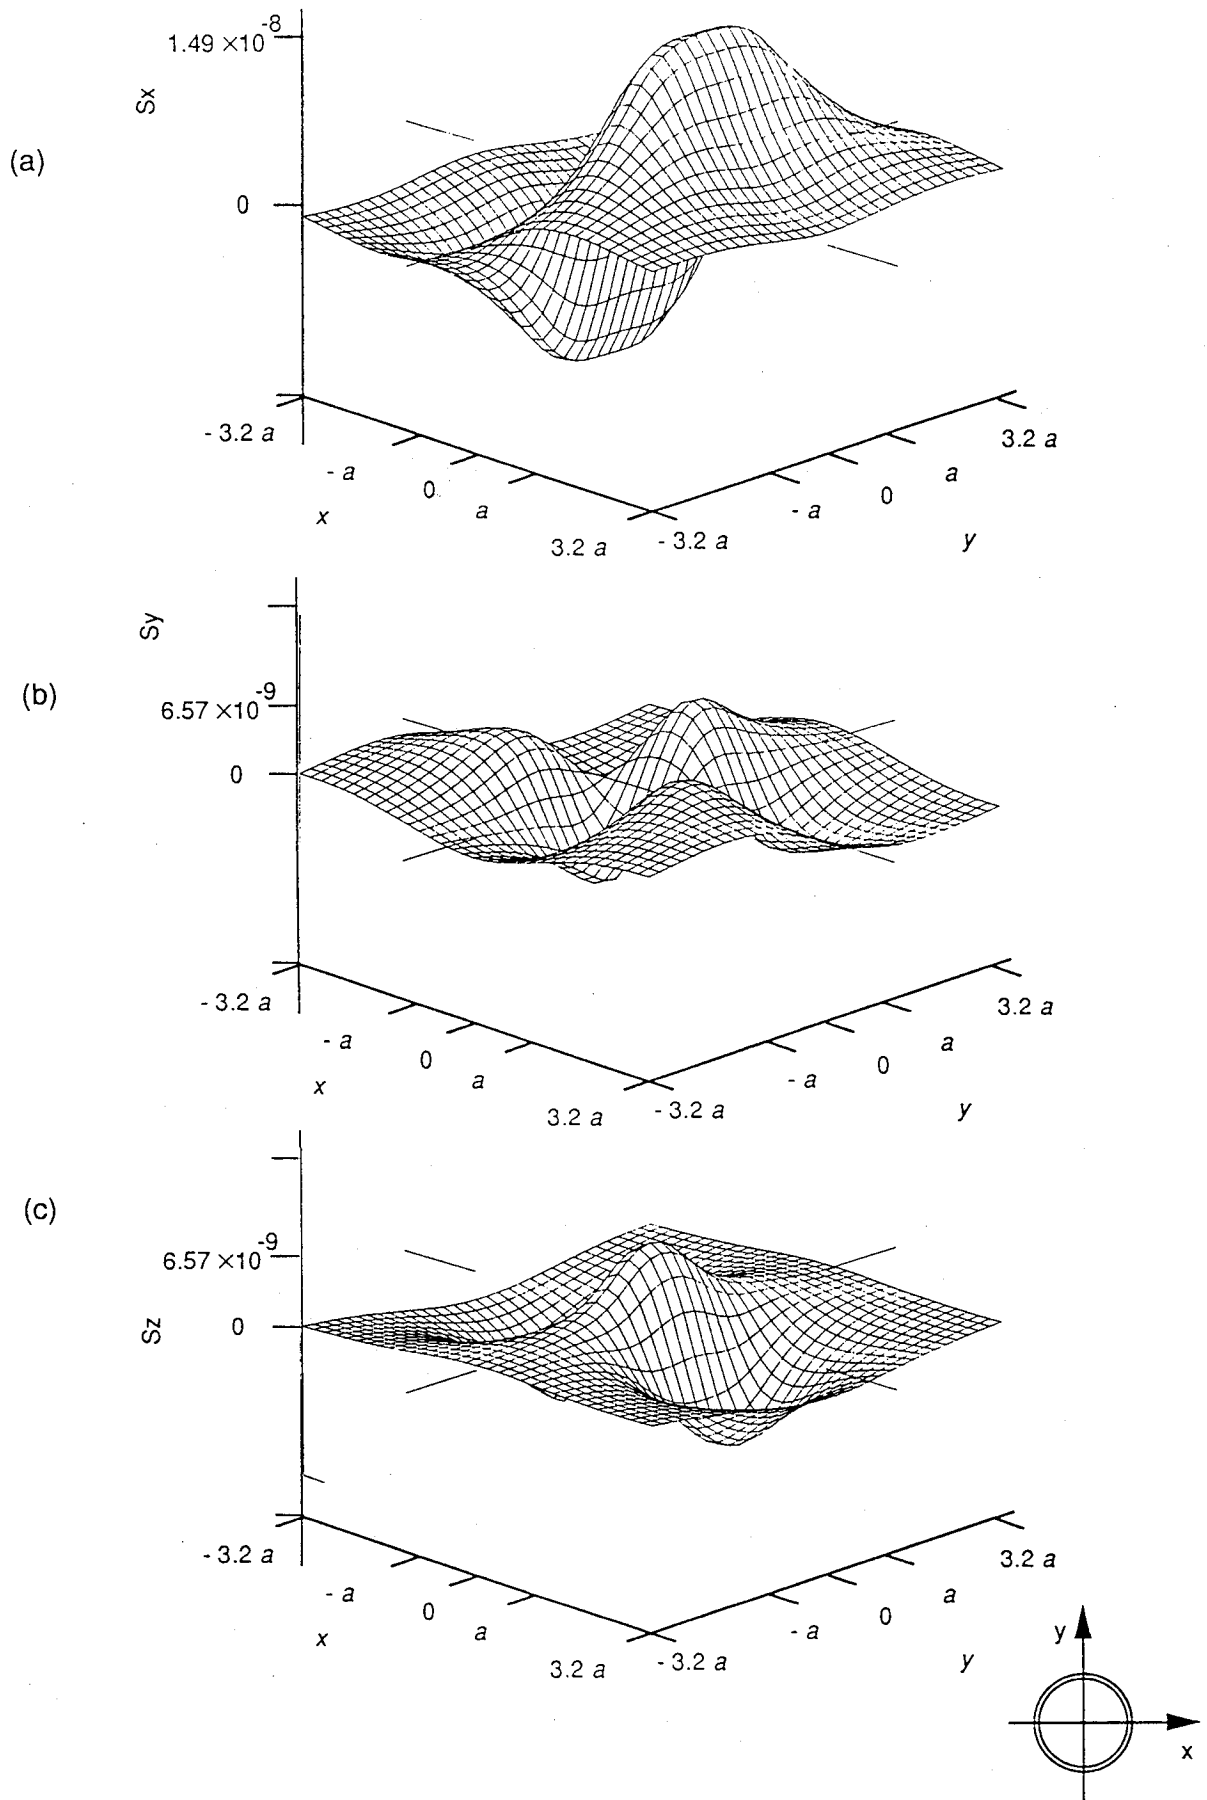 1.49 ×10 -8
Sx
(a)
0
- 3.2 a
- a
0
a
3.2 a
x
- 3.2 a
- a
0
a
3.2 a
y
Sy
(b)
6.57 ×10 -9
0
- 3.2 a
- a
0
a
3.2 a
x
- 3.2 a
- a
0
a
3.2 a
y
(c)
6.57 ×10 -9
Sz
0
- 3.2 a
- a
0
a
3.2 a
x
- 3.2 a
- a
0
a
3.2 a
y
y
x